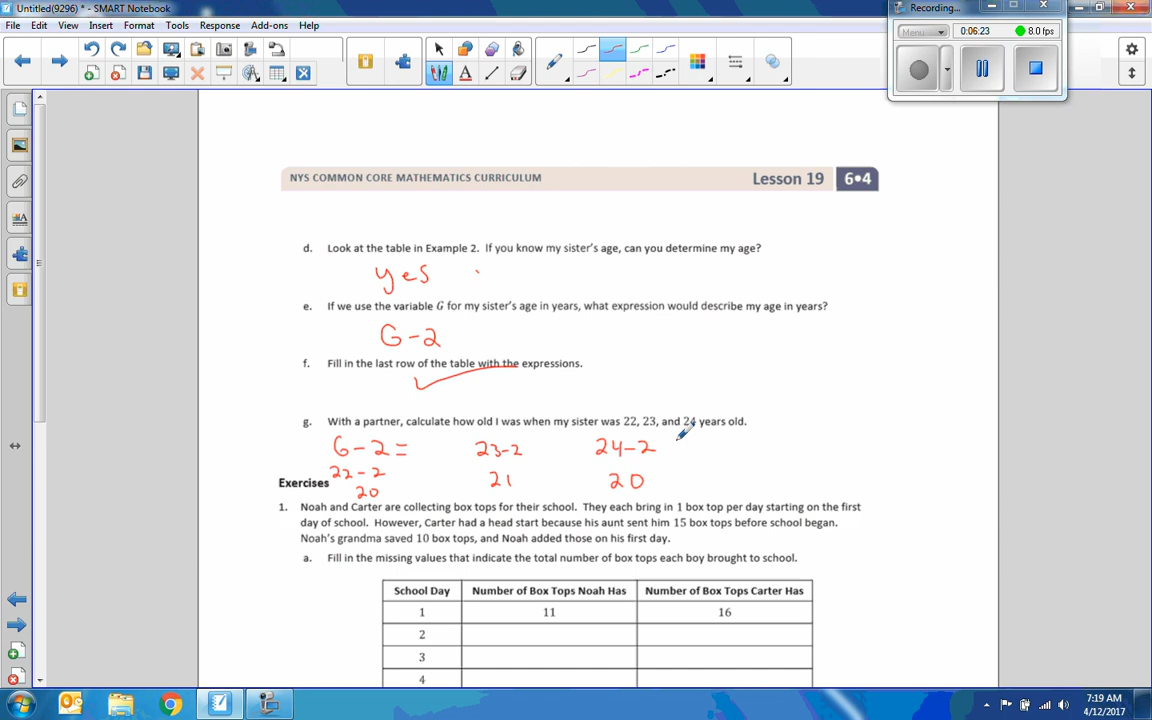 Untitled(9296) * - SMART Notebook
Recording...
File Edit View Insert Format Tools Response Add-ons Help
Menu 0:06:23 8.0 fps
NYS COMMON CORE MATHEMATICS CURRICULUM Lesson 19 6•4
d. Look at the table in Example 2. If you know my sister's age, can you determine my age?
yes
e. If we use the variable G for my sister's age in years, what expression would describe my age in years?
G-2
f. Fill in the last row of the table with the expressions.
g. With a partner, calculate how old I was when my sister was 22, 23, and 24 years old.
G-2= 23-2 24-2
22-2
20 21 20
Exercises
1. Noah and Carter are collecting box tops for their school. They each bring in 1 box top per day starting on the first
day of school. However, Carter had a head start because his aunt sent him 15 box tops before school began.
Noah's grandma saved 10 box tops, and Noah added those on his first day.
a. Fill in the missing values that indicate the total number of box tops each boy brought to school.
School Day Number of Box Tops Noah Has Number of Box Tops Carter Has
1 11 16
2
3
4
7:19 AM
4/12/2017